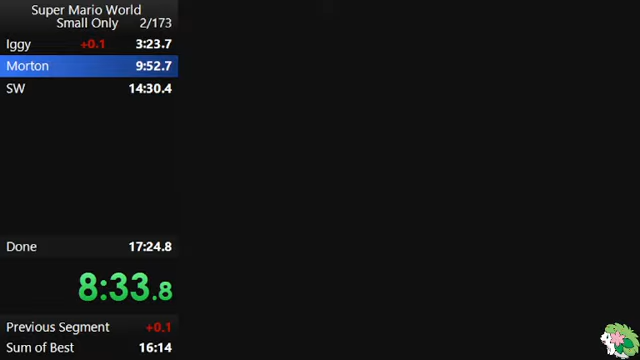 Super Mario World
Small Only 2/173
Iggy +0.1 3:23.7
Morton 9:52.7
SW 14:30.4
Done 17:24.8
8:33.8
Previous Segment +0.1
Sum of Best 16:14